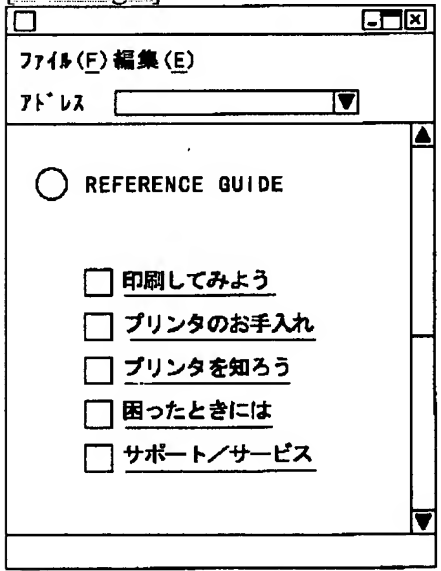 ファイル(F) 編集(E)
アドレス
REFERENCE GUIDE
印刷してみよう
プリンタのお手入れ
プリンタを知ろう
困ったときには
サポート／サービス